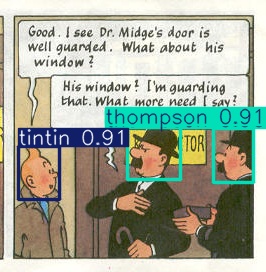 Good. I see Dr. Midge's door is
well guarded. What about his
window?
His window? I'm guarding
that. What more need I say?
thompson 0.91
tintin 0.91
TOR